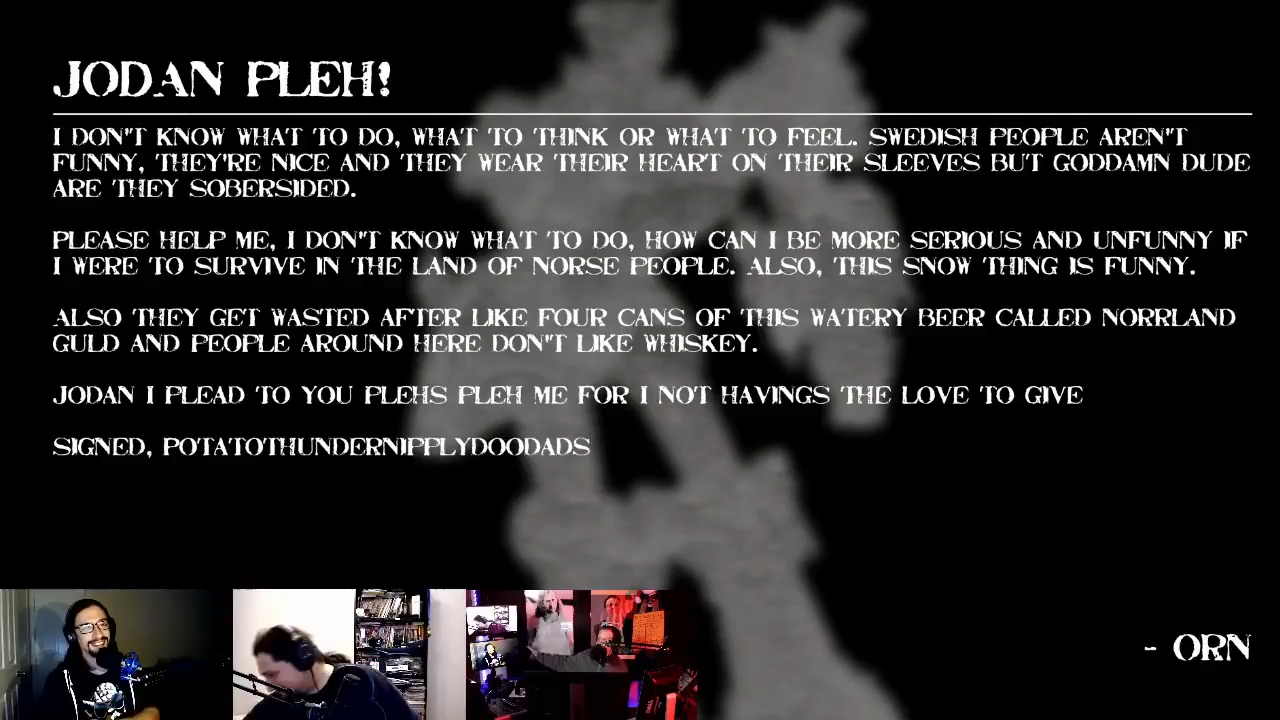 JODAN PLEH!
I DON'T KNOW WHAT TO DO, WHAT TO THINK OR WHAT TO FEEL. SWEDISH PEOPLE AREN'T
FUNNY, THEY'RE NICE AND THEY WEAR THEIR HEART ON THEIR SLEEVES BUT GODDAMN DUDE
ARE THEY SOBERSIDED.
PLEASE HELP ME, I DON'T KNOW WHAT TO DO, HOW CAN I BE MORE SERIOUS AND UNFUNNY IF
I WERE TO SURVIVE IN THE LAND OF NORSE PEOPLE. ALSO, THIS SNOW THING IS FUNNY.
ALSO THEY GET WASTED AFTER LIKE FOUR CANS OF THIS WATERY BEER CALLED NORRLAND
GULD AND PEOPLE AROUND HERE DON'T LIKE WHISKEY.
JODAN I PLEAD TO YOU PLEHS PLEH ME FOR I NOT HAVINGS THE LOVE TO GIVE
SIGNED, POTATOTHUNDERNIPPLYDOODADS
- ORN